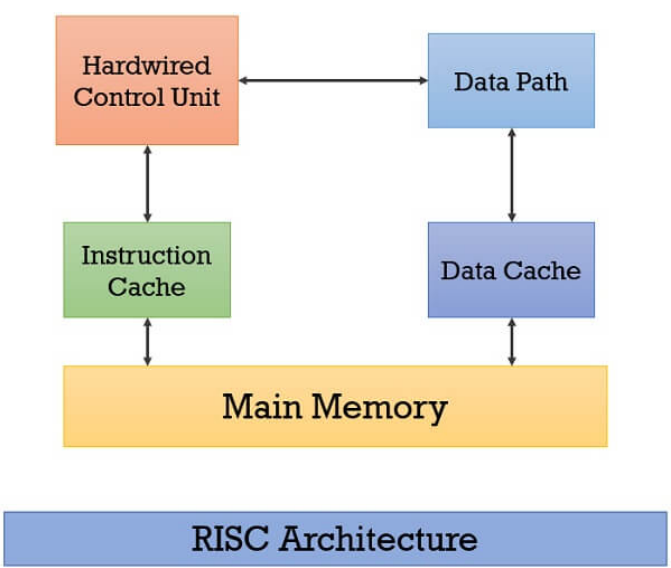 Hardwired
Control Unit
Data Path
Instruction
Cache
Data Cache
Main Memory
RISC Architecture